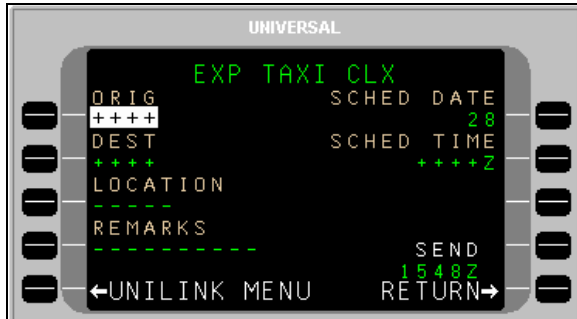 UNIVERSAL
EXP TAXI CLX
ORIG SCHED DATE
++++ 28
DEST SCHED TIME
++++ ++++Z
LOCATION
-----
REMARKS
----------
SEND
1548Z
←UNILINK MENU RETURN→